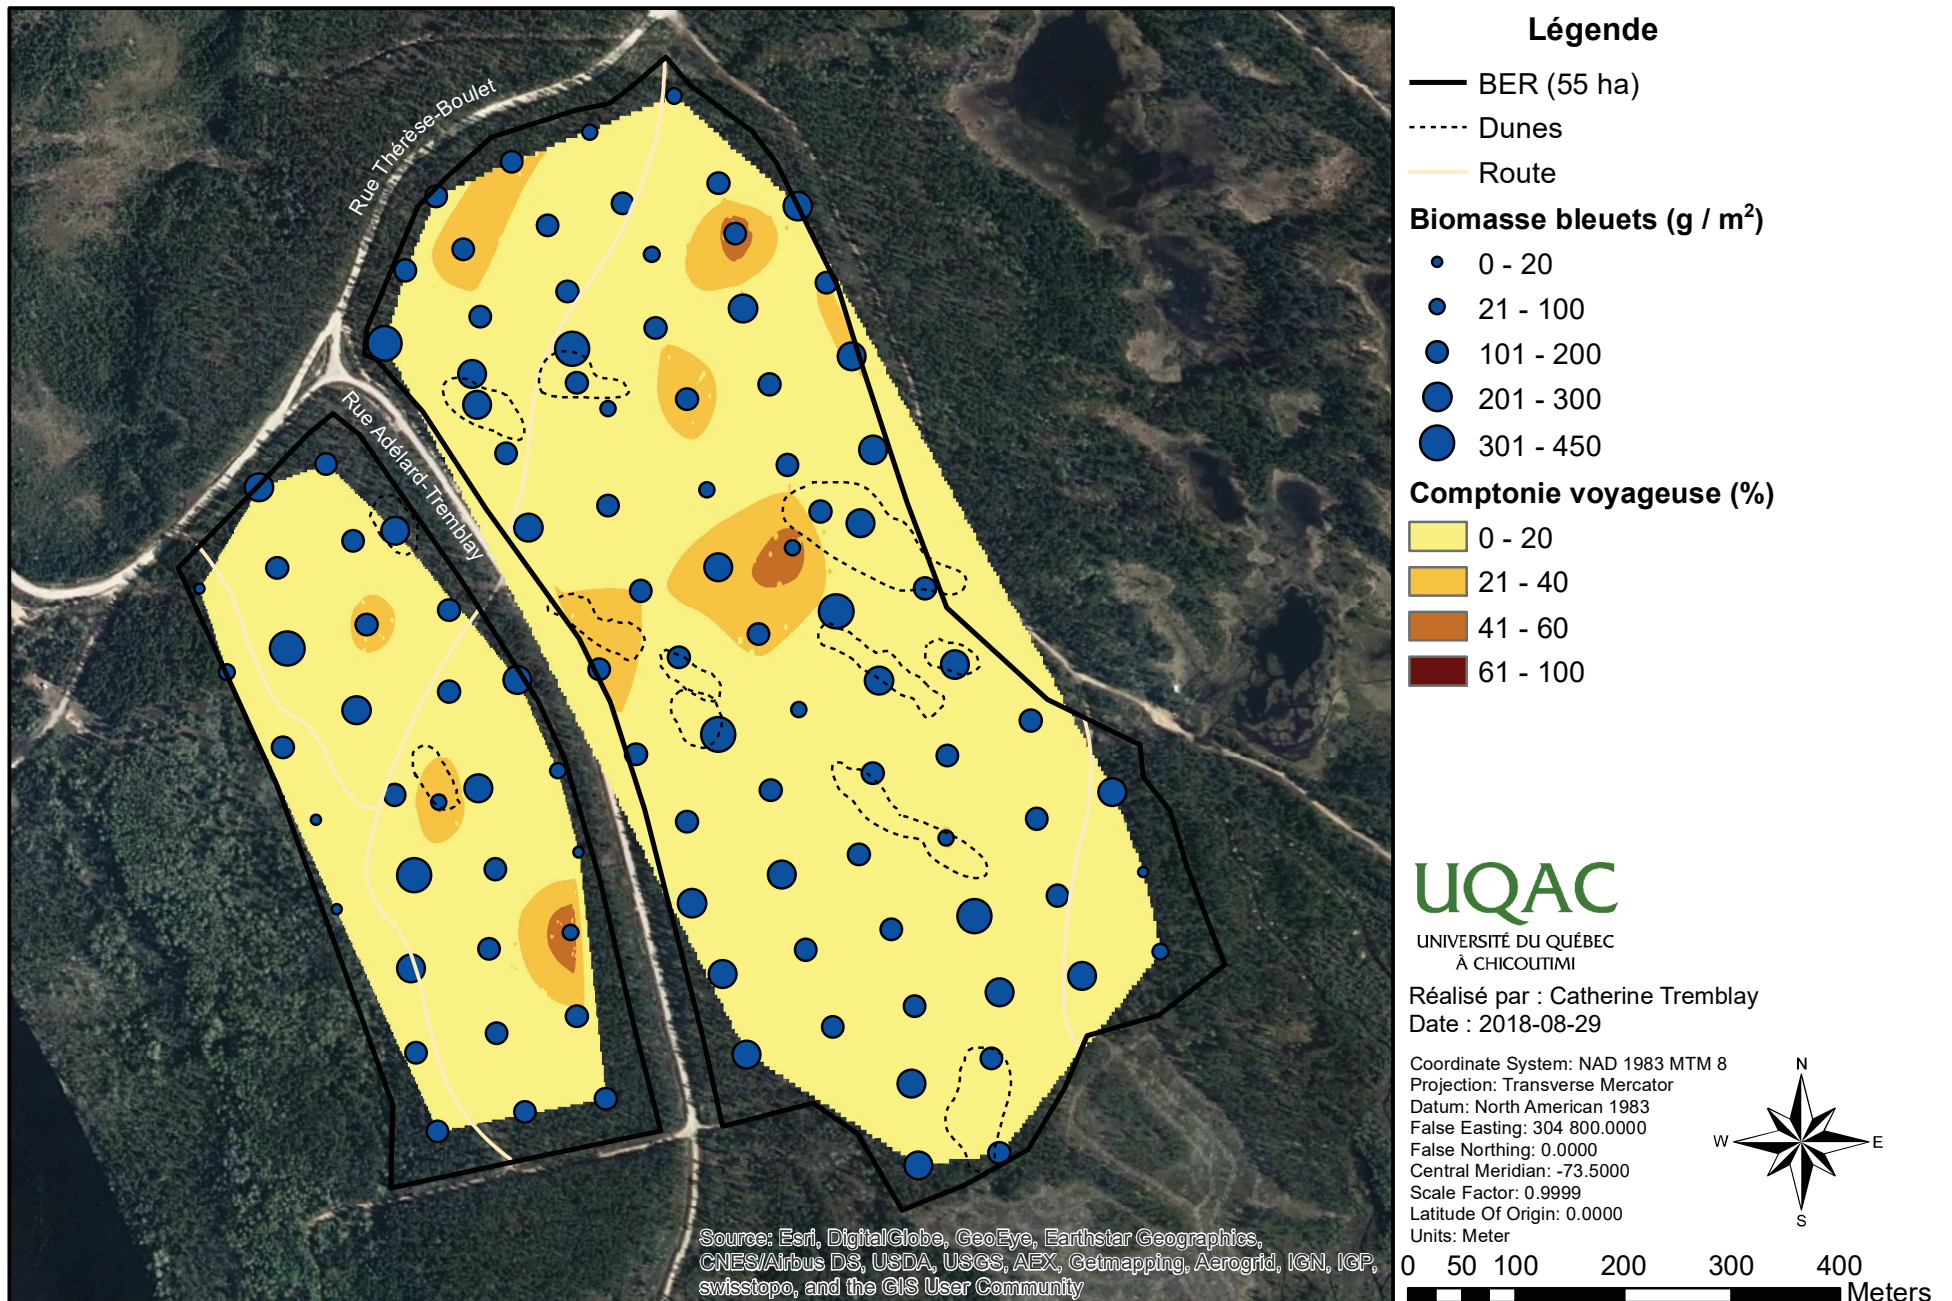 Rue Thérèse-Boulet
Rue Adélard-Tremblay
Source: Esri, DigitalGlobe, GeoEye, Earthstar Geographics,
CNES/Airbus DS, USDA, USGS, AEX, Getmapping, Aerogrid, IGN, IGP,
swisstopo, and the GIS User Community
Légende
BER (55 ha)
Dunes
Route
Biomasse bleuets (g / m²)
0 - 20
21 - 100
101 - 200
201 - 300
301 - 450
Comptonie voyageuse (%)
0 - 20
21 - 40
41 - 60
61 - 100
UQAC
UNIVERSITÉ DU QUÉBEC
À CHICOUTIMI
Réalisé par : Catherine Tremblay
Date : 2018-08-29
Coordinate System: NAD 1983 MTM 8
Projection: Transverse Mercator
Datum: North American 1983
False Easting: 304 800.0000
False Northing: 0.0000
Central Meridian: -73.5000
Scale Factor: 0.9999
Latitude Of Origin: 0.0000
Units: Meter
N
W E
S
0 50 100 200 300 400
Meters